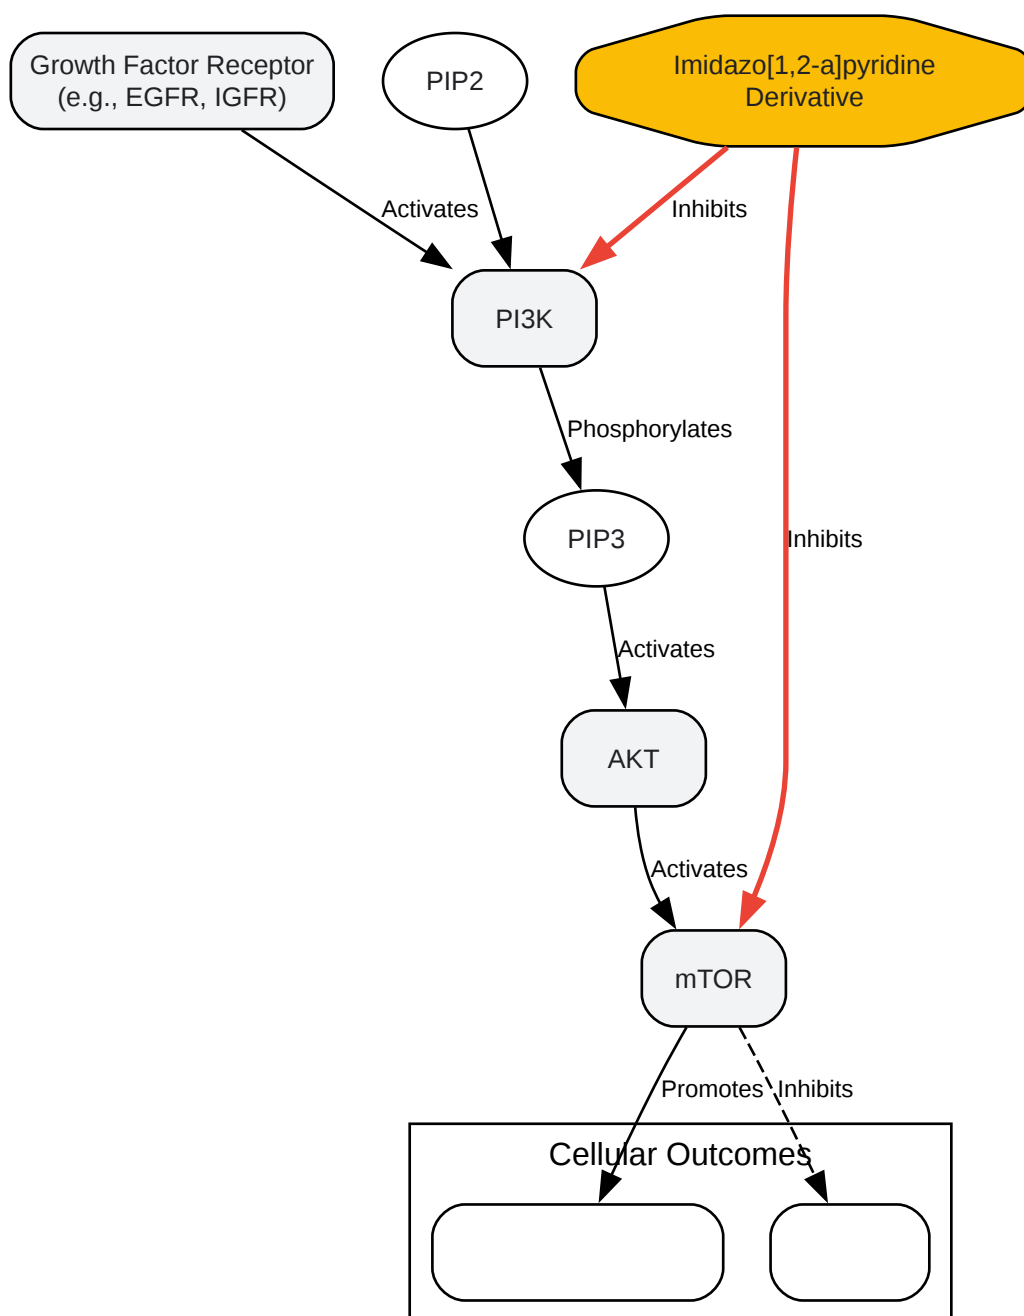 Growth Factor Receptor
(e.g., EGFR, IGFR)
PIP2
Imidazo[1,2-a]pyridine
Derivative
Activates
Inhibits
PI3K
Phosphorylates
PIP3
Inhibits
Activates
AKT
Activates
mTOR
Promotes
Inhibits
Cellular Outcomes